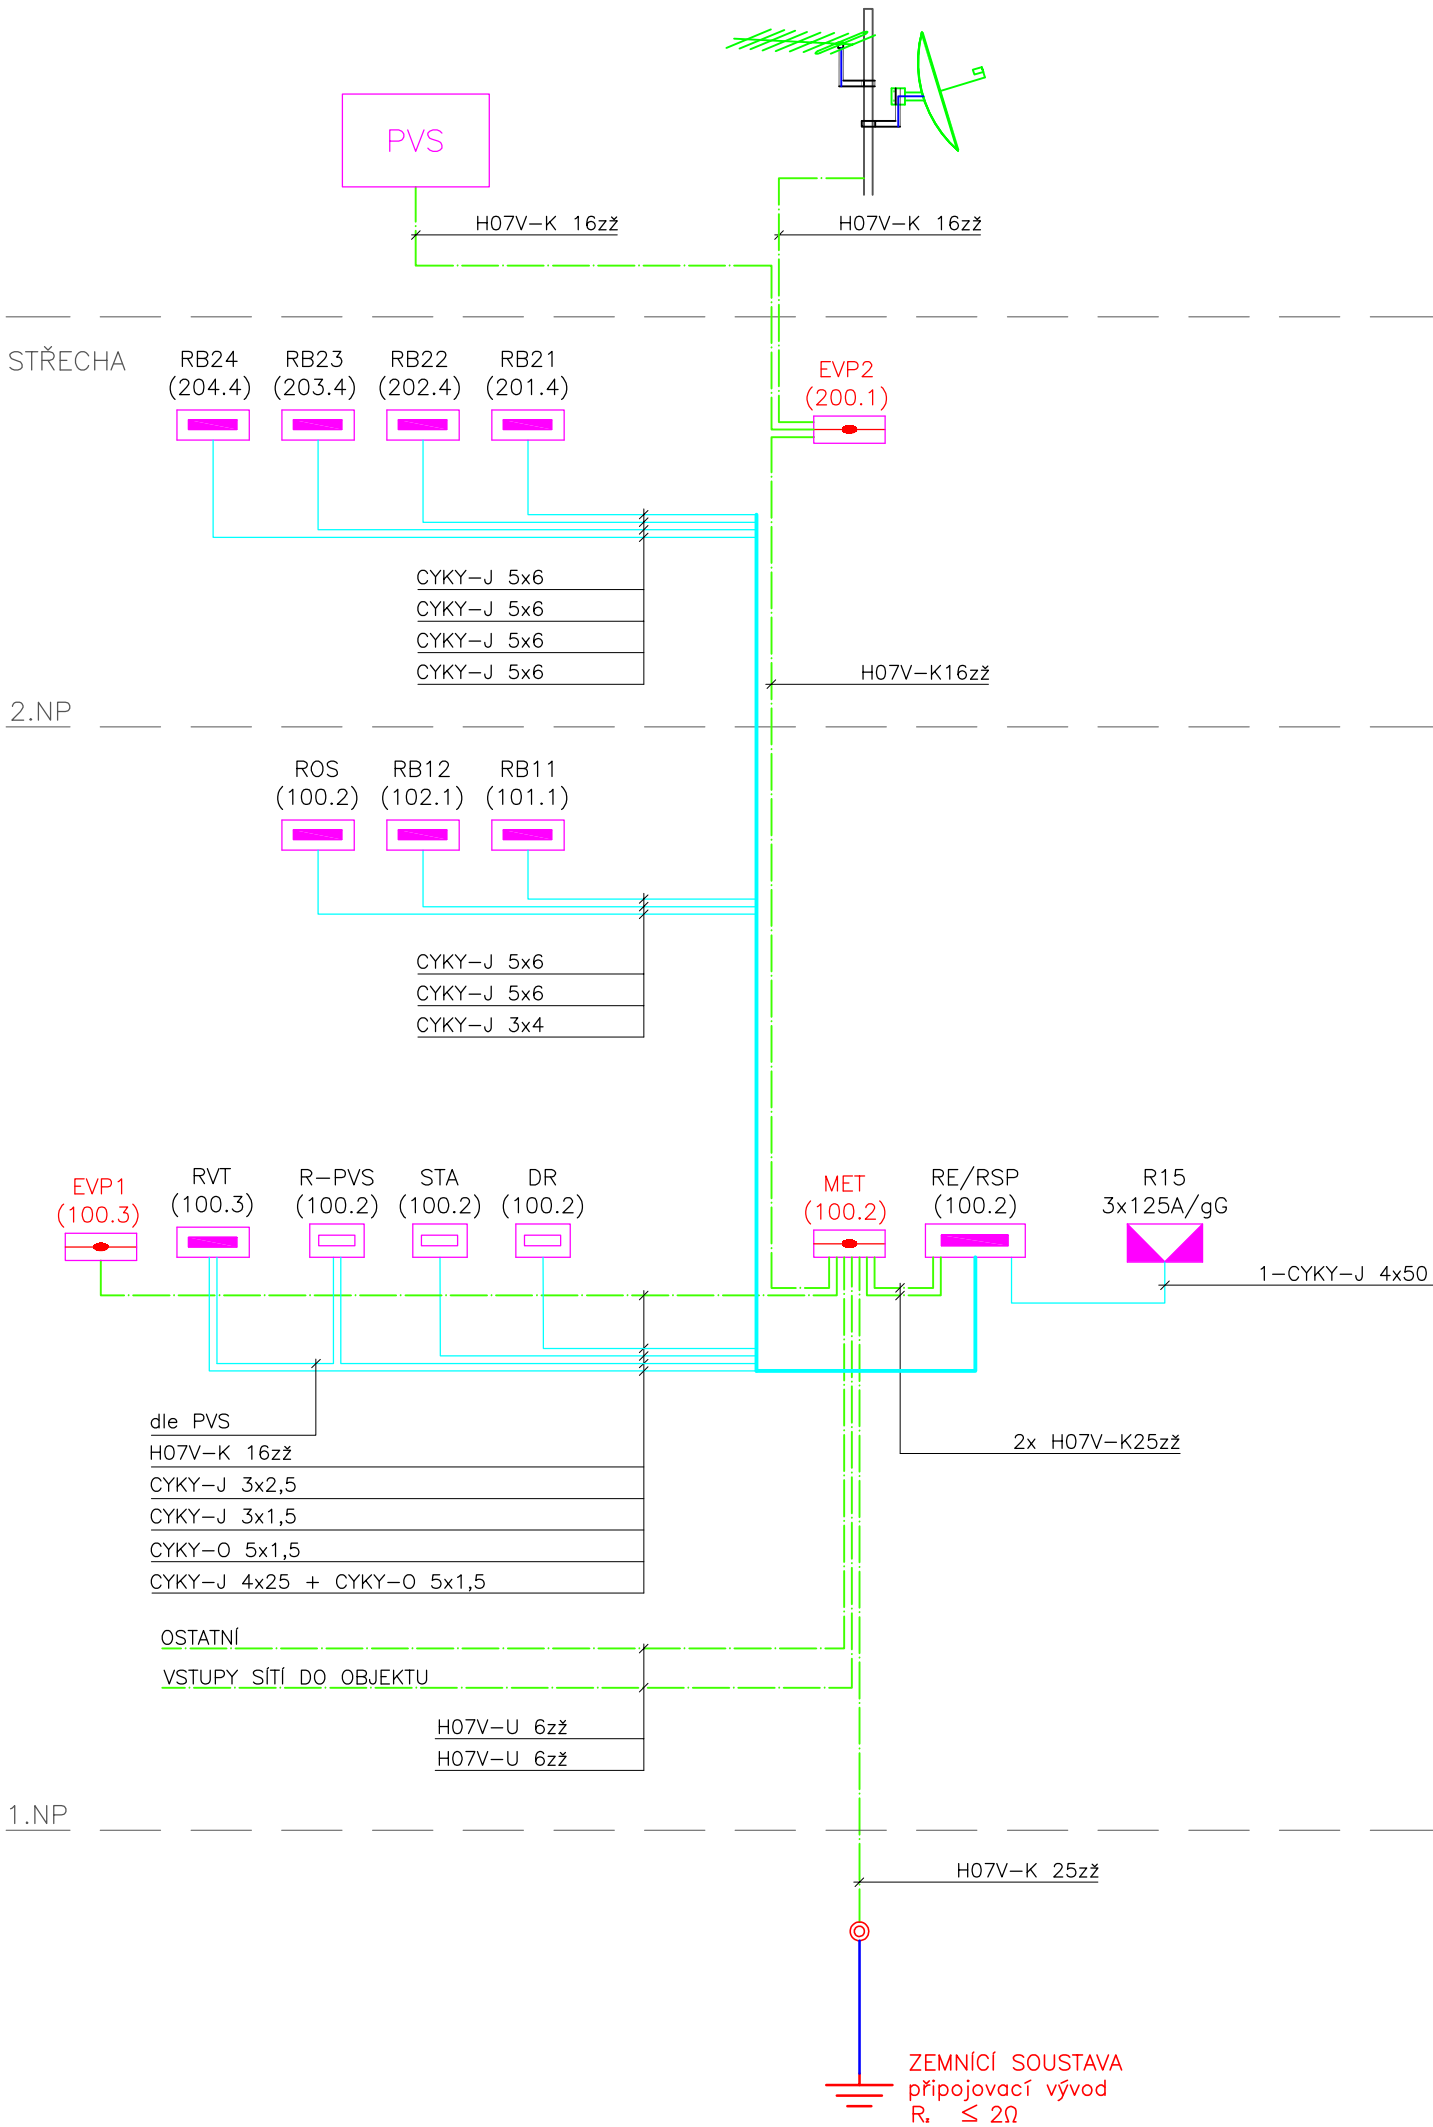 PVS
H07V-K 16zž
H07V-K 16zž
STŘECHA
RB24
(204.4)
RB23
(203.4)
RB22
(202.4)
RB21
(201.4)
EVP2
(200.1)
CYKY-J 5x6
CYKY-J 5x6
CYKY-J 5x6
CYKY-J 5x6
H07V-K16zž
2.NP
ROS
(100.2)
RB12
(102.1)
RB11
(101.1)
CYKY-J 5x6
CYKY-J 5x6
CYKY-J 3x4
EVP1
(100.3)
RVT
(100.3)
R-PVS
(100.2)
STA
(100.2)
DR
(100.2)
MET
(100.2)
RE/RSP
(100.2)
R15
3x125A/gG
1-CYKY-J 4x50
dle PVS
H07V-K 16zž
CYKY-J 3x2,5
CYKY-J 3x1,5
CYKY-O 5x1,5
CYKY-J 4x25 + CYKY-O 5x1,5
2x H07V-K25zž
OSTATNÍ
VSTUPY SÍTÍ DO OBJEKTU
H07V-U 6zž
H07V-U 6zž
1.NP
H07V-K 25zž
ZEMNÍCÍ SOUSTAVA
připojovací vývod
Rz ≤ 2Ω